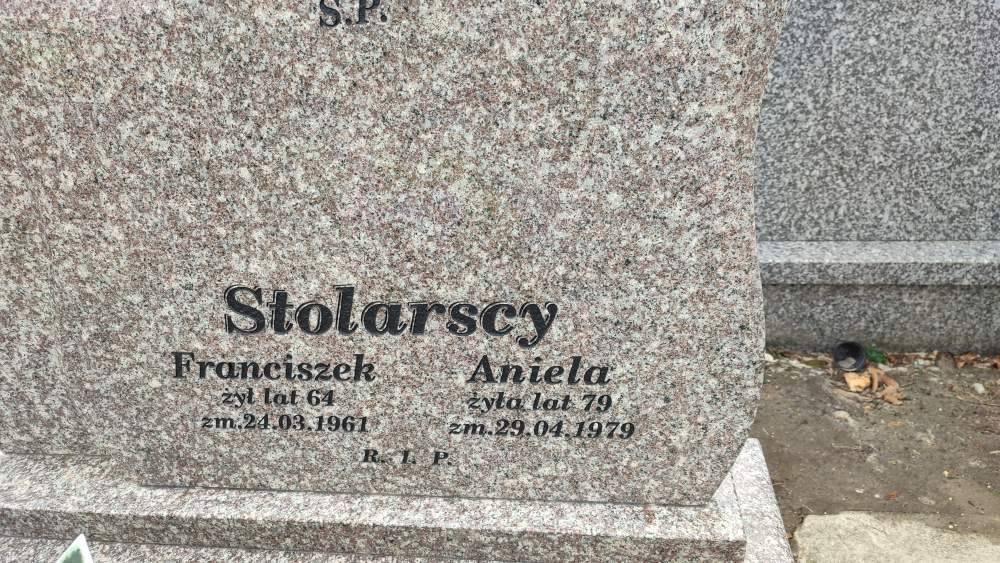 Ś.P.
Stolarscy
Franciszek Aniela
żył lat 64 żyła lat 79
zm.24.03.1961 zm.29.04.1979
R. I. P.